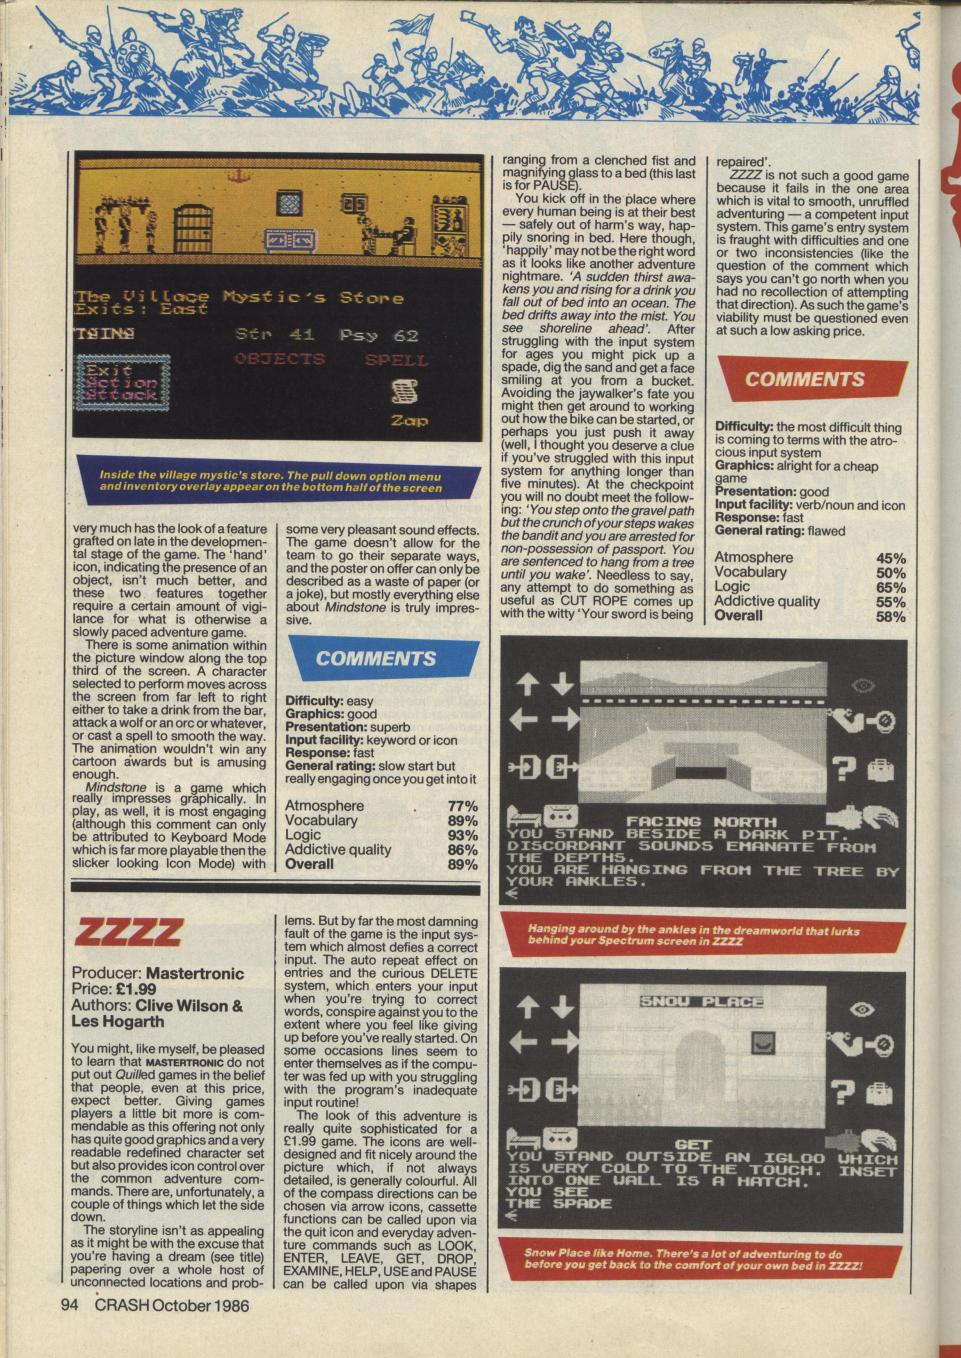 The Village Mystic's Store
Exits: East
Str 41 Psy 62
OBJECTS SPELL
Exit
Action
Attack
Zap
Inside the village mystic's store. The pull down option menu
and inventory overlay appear on the bottom half of the screen
very much has the look of a feature
grafted on late in the developmen-
tal stage of the game. The 'hand'
icon, indicating the presence of an
object, isn't much better, and
these two features together
require a certain amount of vigi-
lance for what is otherwise a
slowly paced adventure game.
There is some animation within
the picture window along the top
third of the screen. A character
selected to perform moves across
the screen from far left to right
either to take a drink from the bar,
attack a wolf or an orc or whatever,
or cast a spell to smooth the way.
The animation wouldn't win any
cartoon awards but is amusing
enough.
Mindstone is a game which
really impresses graphically. In
play, as well, it is most engaging
(although this comment can only
be attributed to Keyboard Mode
which is far more playable then the
slicker looking Icon Mode) with
some very pleasant sound effects.
The game doesn't allow for the
team to go their separate ways,
and the poster on offer can only be
described as a waste of paper (or
a joke), but mostly everything else
about Mindstone is truly impres-
sive.
COMMENTS
Difficulty: easy
Graphics: good
Presentation: superb
Input facility: keyword or icon
Response: fast
General rating: slow start but
really engaging once you get into it
Atmosphere 77%
Vocabulary 89%
Logic 93%
Addictive quality 86%
Overall 89%
ZZZZ
Producer: Mastertronic
Price: £1.99
Authors: Clive Wilson &
Les Hogarth
You might, like myself, be pleased
to learn that MASTERTRONIC do not
put out Quilled games in the belief
that people, even at this price,
expect better. Giving games
players a little bit more is com-
mendable as this offering not only
has quite good graphics and a very
readable redefined character set
but also provides icon control over
the common adventure com-
mands. There are, unfortunately, a
couple of things which let the side
down.
The storyline isn't as appealing
as it might be with the excuse that
you're having a dream (see title)
papering over a whole host of
unconnected locations and prob-
lems. But by far the most damning
fault of the game is the input sys-
tem which almost defies a correct
input. The auto repeat effect on
entries and the curious DELETE
system, which enters your input
when you're trying to correct
words, conspire against you to the
extent where you feel like giving
up before you've really started. On
some occasions lines seem to
enter themselves as if the compu-
ter was fed up with you struggling
with the program's inadequate
input routine!
The look of this adventure is
really quite sophisticated for a
£1.99 game. The icons are well-
designed and fit nicely around the
picture which, if not always
detailed, is generally colourful. All
of the compass directions can be
chosen via arrow icons, cassette
functions can be called upon via
the quit icon and everyday adven-
ture commands such as LOOK,
ENTER, LEAVE, GET, DROP,
EXAMINE, HELP, USE and PAUSE
can be called upon via shapes
ranging from a clenched fist and
magnifying glass to a bed (this last
is for PAUSE).
You kick off in the place where
every human being is at their best
— safely out of harm's way, hap-
pily snoring in bed. Here though,
'happily' may not be the right word
as it looks like another adventure
nightmare. 'A sudden thirst awa-
kens you and rising for a drink you
fall out of bed into an ocean. The
bed drifts away into the mist. You
see shoreline ahead'. After
struggling with the input system
for ages you might pick up a
spade, dig the sand and get a face
smiling at you from a bucket.
Avoiding the jaywalker's fate you
might then get around to working
out how the bike can be started, or
perhaps you just push it away
(well, I thought you deserve a clue
if you've struggled with this input
system for anything longer than
five minutes). At the checkpoint
you will no doubt meet the follow-
ing: 'You step onto the gravel path
but the crunch of your steps wakes
the bandit and you are arrested for
non-possession of passport. You
are sentenced to hang from a tree
until you wake'. Needless to say,
any attempt to do something as
useful as CUT ROPE comes up
with the witty 'Your sword is being
repaired'.
ZZZZ is not such a good game
because it fails in the one area
which is vital to smooth, unruffled
adventuring — a competent input
system. This game's entry system
is fraught with difficulties and one
or two inconsistencies (like the
question of the comment which
says you can't go north when you
had no recollection of attempting
that direction). As such the game's
viability must be questioned even
at such a low asking price.
COMMENTS
Difficulty: the most difficult thing
is coming to terms with the atro-
cious input system
Graphics: alright for a cheap
game
Presentation: good
Input facility: verb/noun and icon
Response: fast
General rating: flawed
Atmosphere 45%
Vocabulary 50%
Logic 65%
Addictive quality 55%
Overall 58%
FACING NORTH
YOU STAND BESIDE A DARK PIT.
DISCORDANT SOUNDS EMANATE FROM
THE DEPTHS.
YOU ARE HANGING FROM THE TREE BY
YOUR ANKLES.
Hanging around by the ankles in the dreamworld that lurks
behind your Spectrum screen in ZZZZ
SNOW PLACE
GET
YOU STAND OUTSIDE AN IGLOO WHICH
IS VERY COLD TO THE TOUCH. INSET
INTO ONE WALL IS A HATCH.
YOU SEE
THE SPADE
Snow Place like Home. There's a lot of adventuring to do
before you get back to the comfort of your own bed in ZZZZ!
94 CRASH October 1986